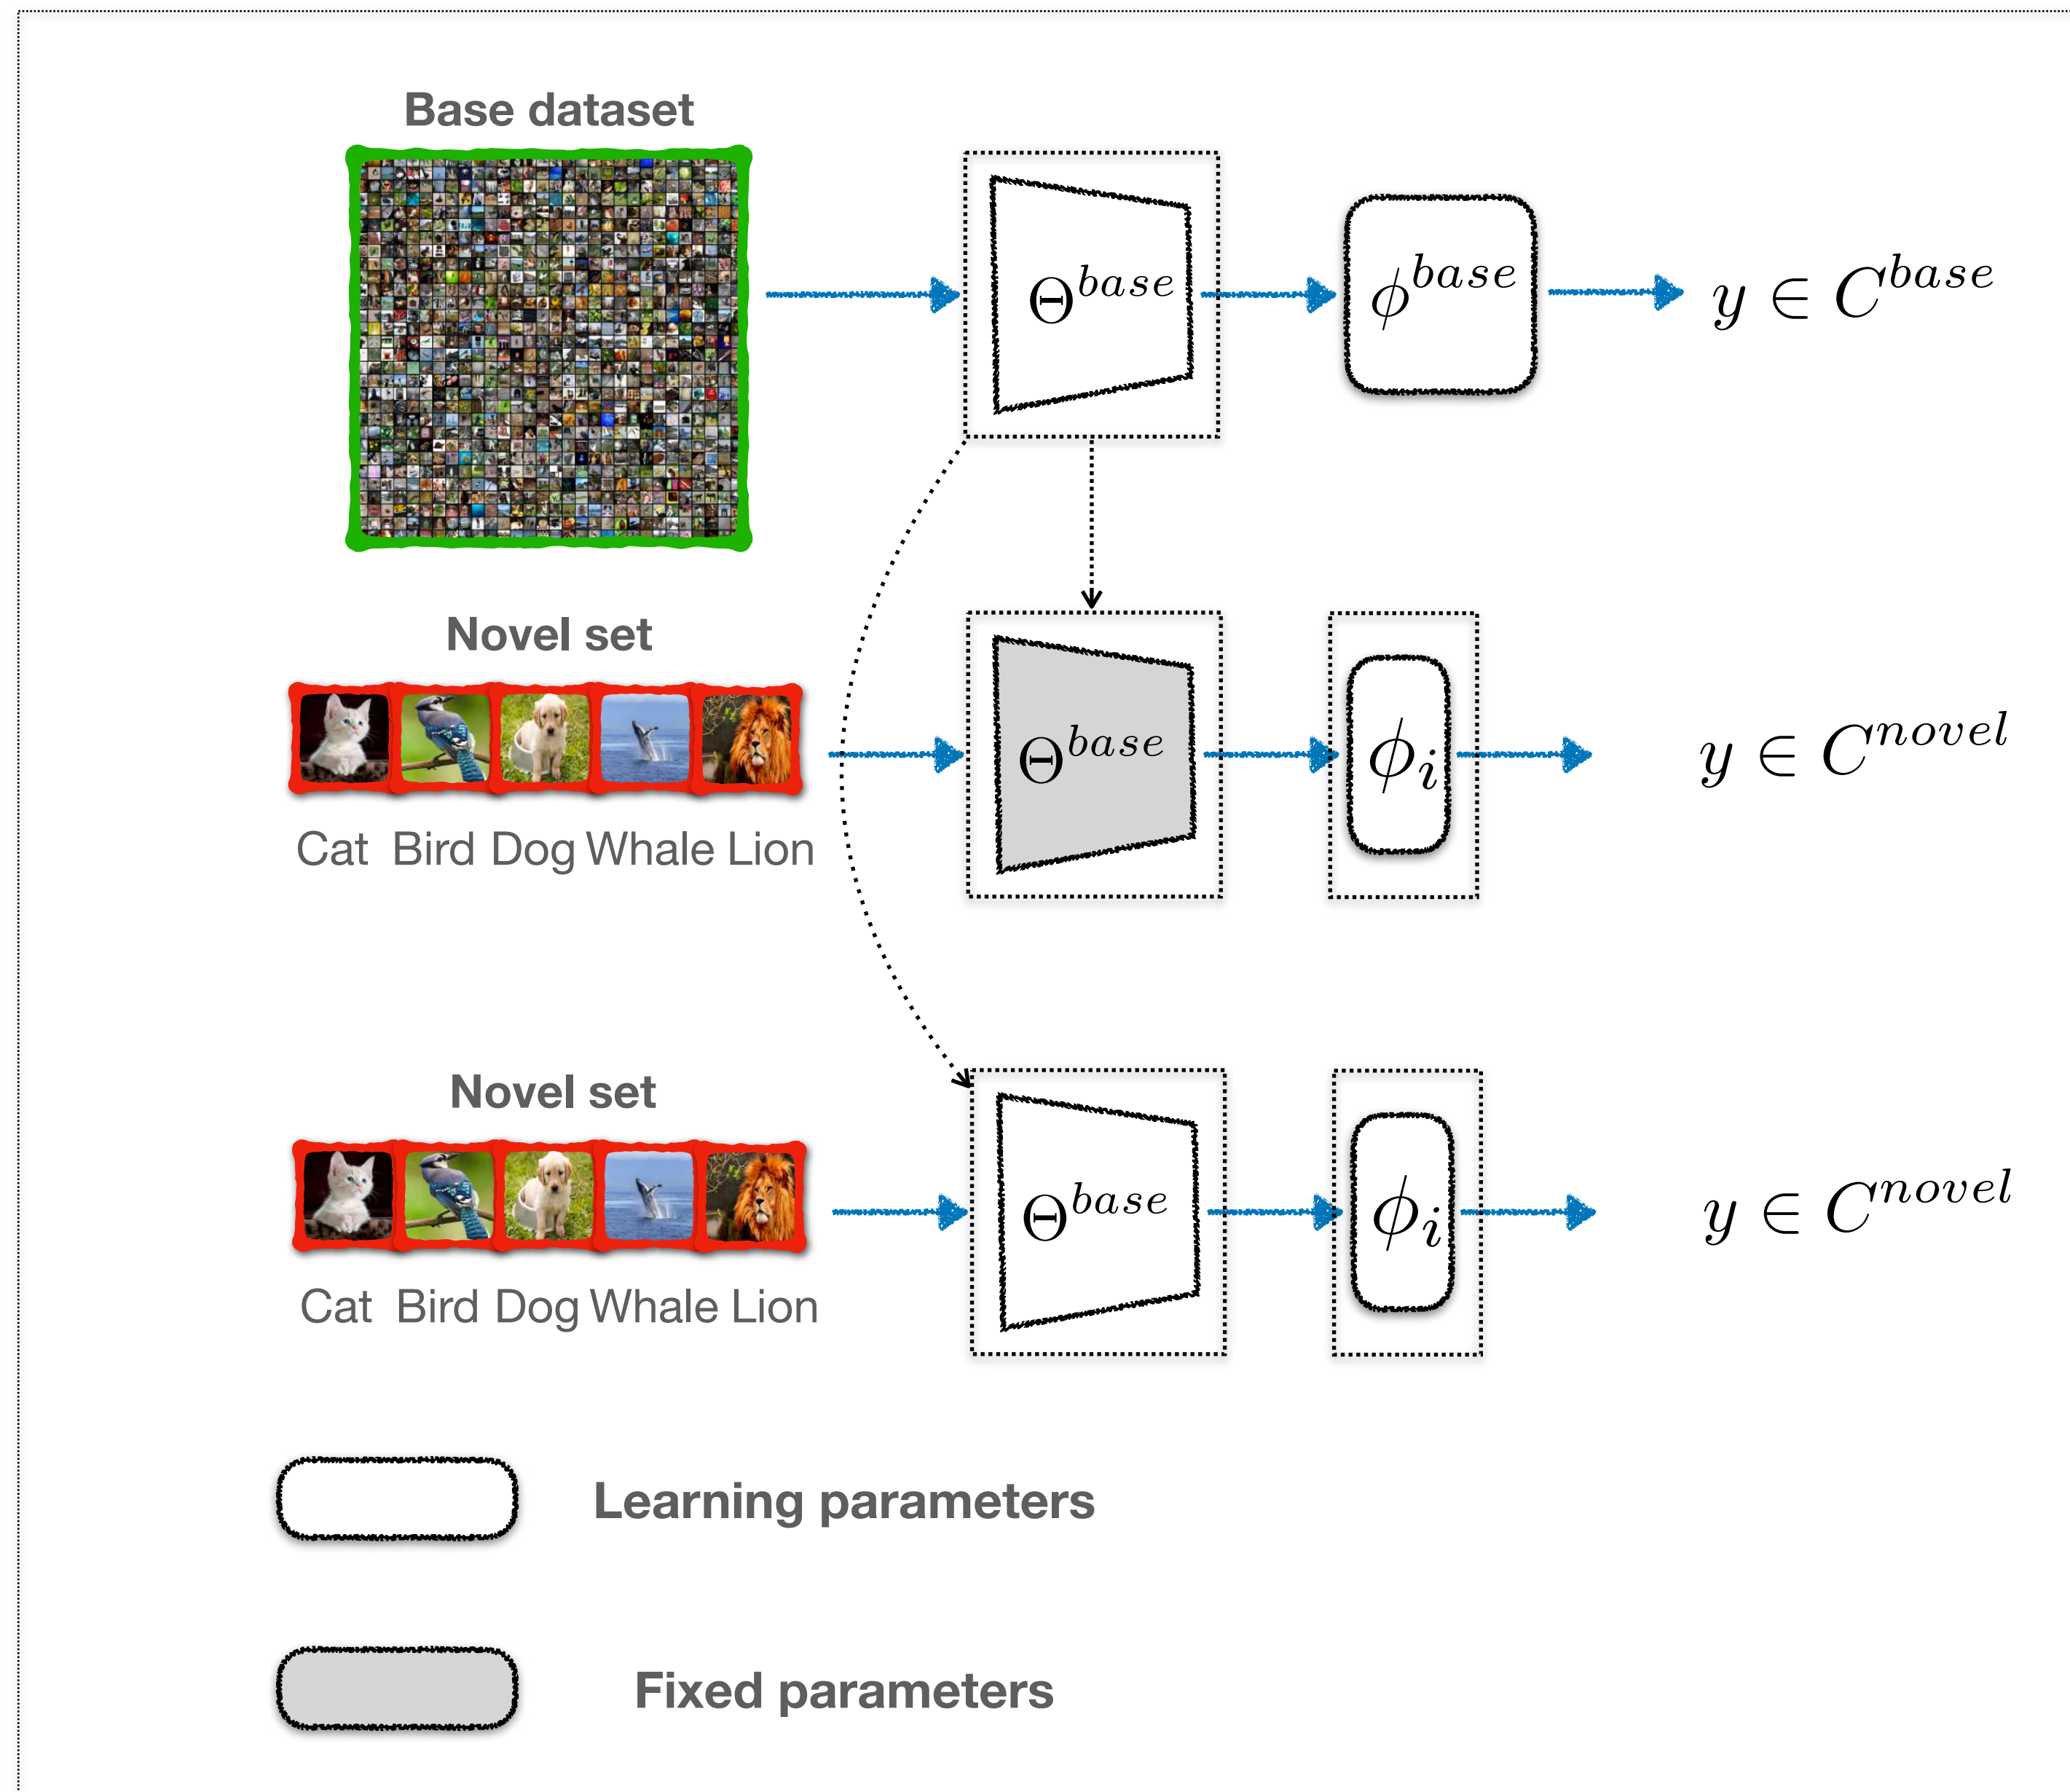 Base dataset
Θ^{base} ϕ^{base} y ∈ C^{base}
Novel set
Θ^{base} ϕ_i y ∈ C^{novel}
Cat Bird Dog Whale Lion
Novel set
Θ^{base} ϕ_i y ∈ C^{novel}
Cat Bird Dog Whale Lion
Learning parameters
Fixed parameters